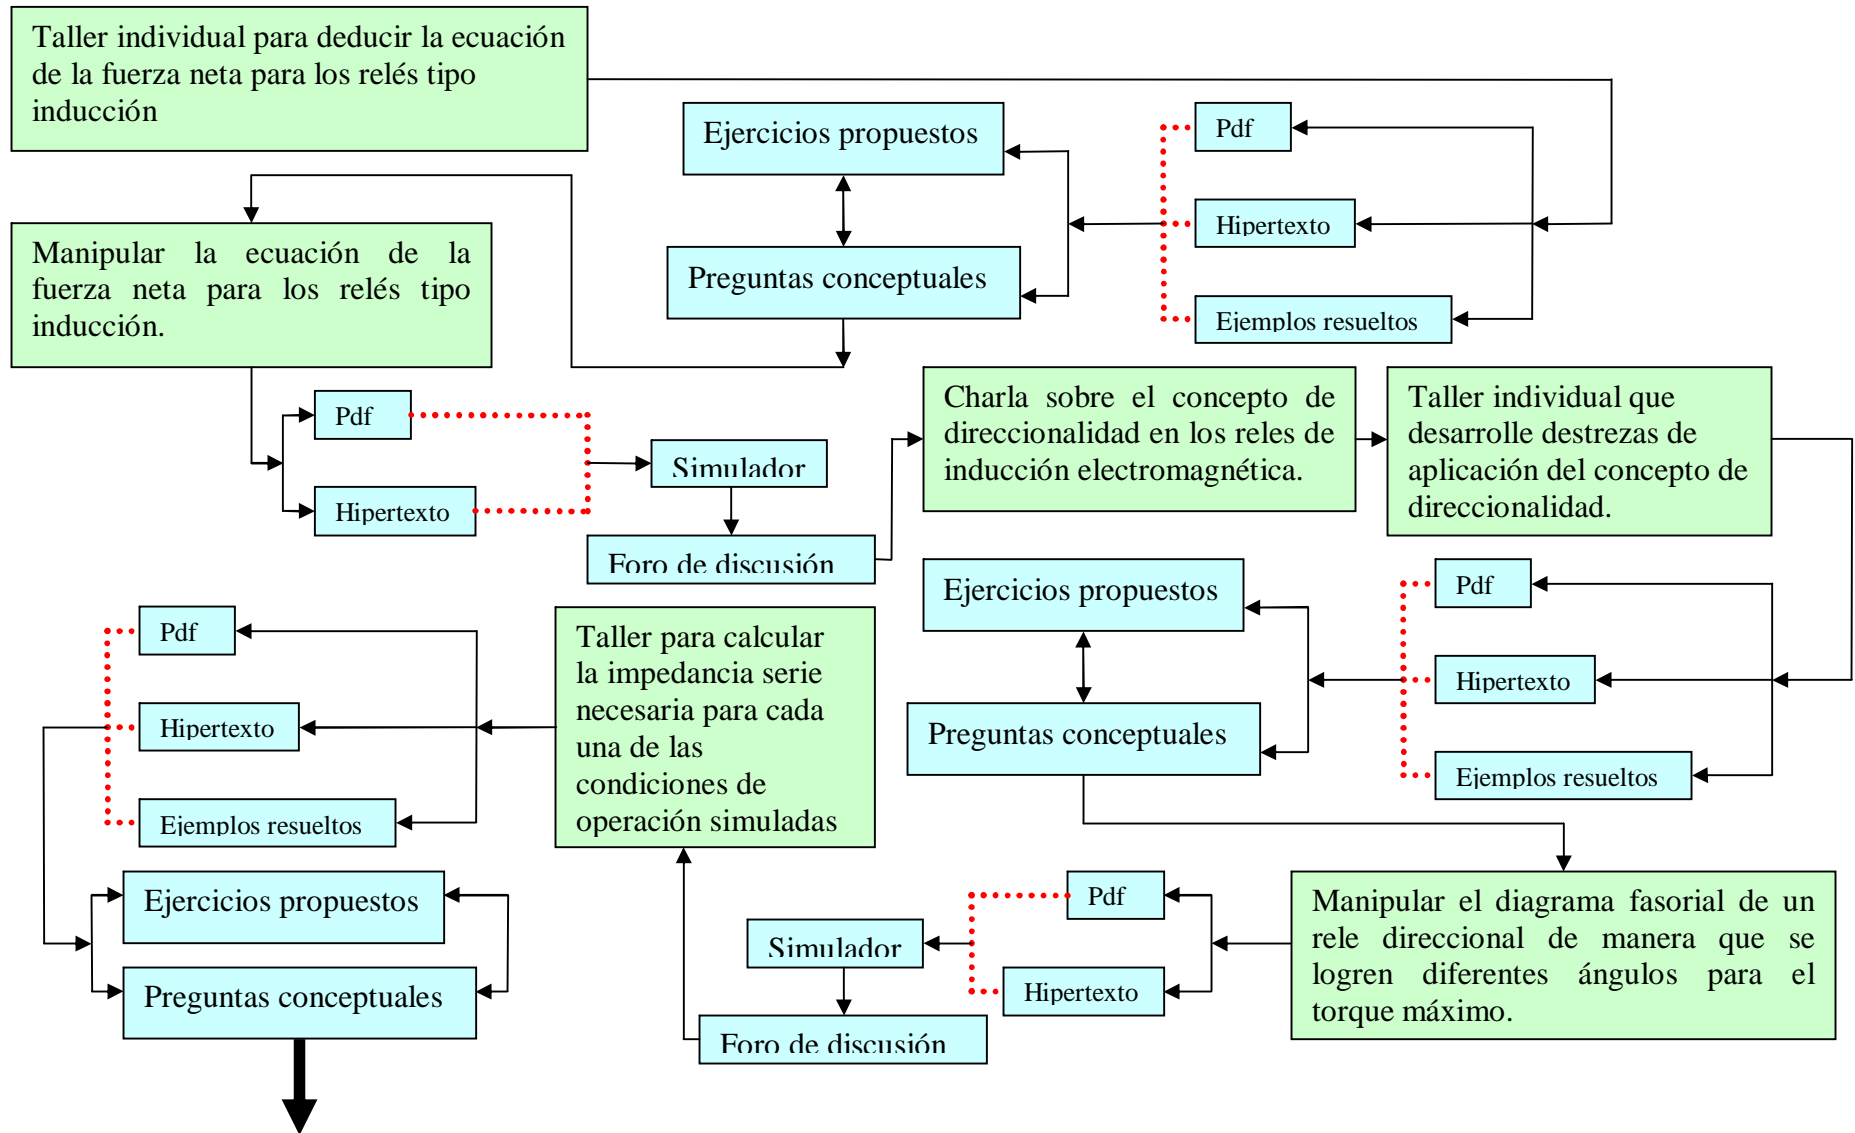 Taller individual para deducir la ecuación
de la fuerza neta para los relés tipo
inducción
Ejercicios propuestos
Pdf
Hipertexto
Preguntas conceptuales
Ejemplos resueltos
Manipular la ecuación de la
fuerza neta para los relés tipo
inducción.
Pdf
Hipertexto
Simulador
Foro de discusión
Charla sobre el concepto de
direccionalidad en los reles de
inducción electromagnética.
Taller individual que
desarrolle destrezas de
aplicación del concepto de
direccionalidad.
Ejercicios propuestos
Pdf
Hipertexto
Preguntas conceptuales
Ejemplos resueltos
Pdf
Hipertexto
Ejemplos resueltos
Taller para calcular
la impedancia serie
necesaria para cada
una de las
condiciones de
operación simuladas
Ejercicios propuestos
Preguntas conceptuales
Simulador
Foro de discusión
Pdf
Hipertexto
Manipular el diagrama fasorial de un
rele direccional de manera que se
logren diferentes ángulos para el
torque máximo.